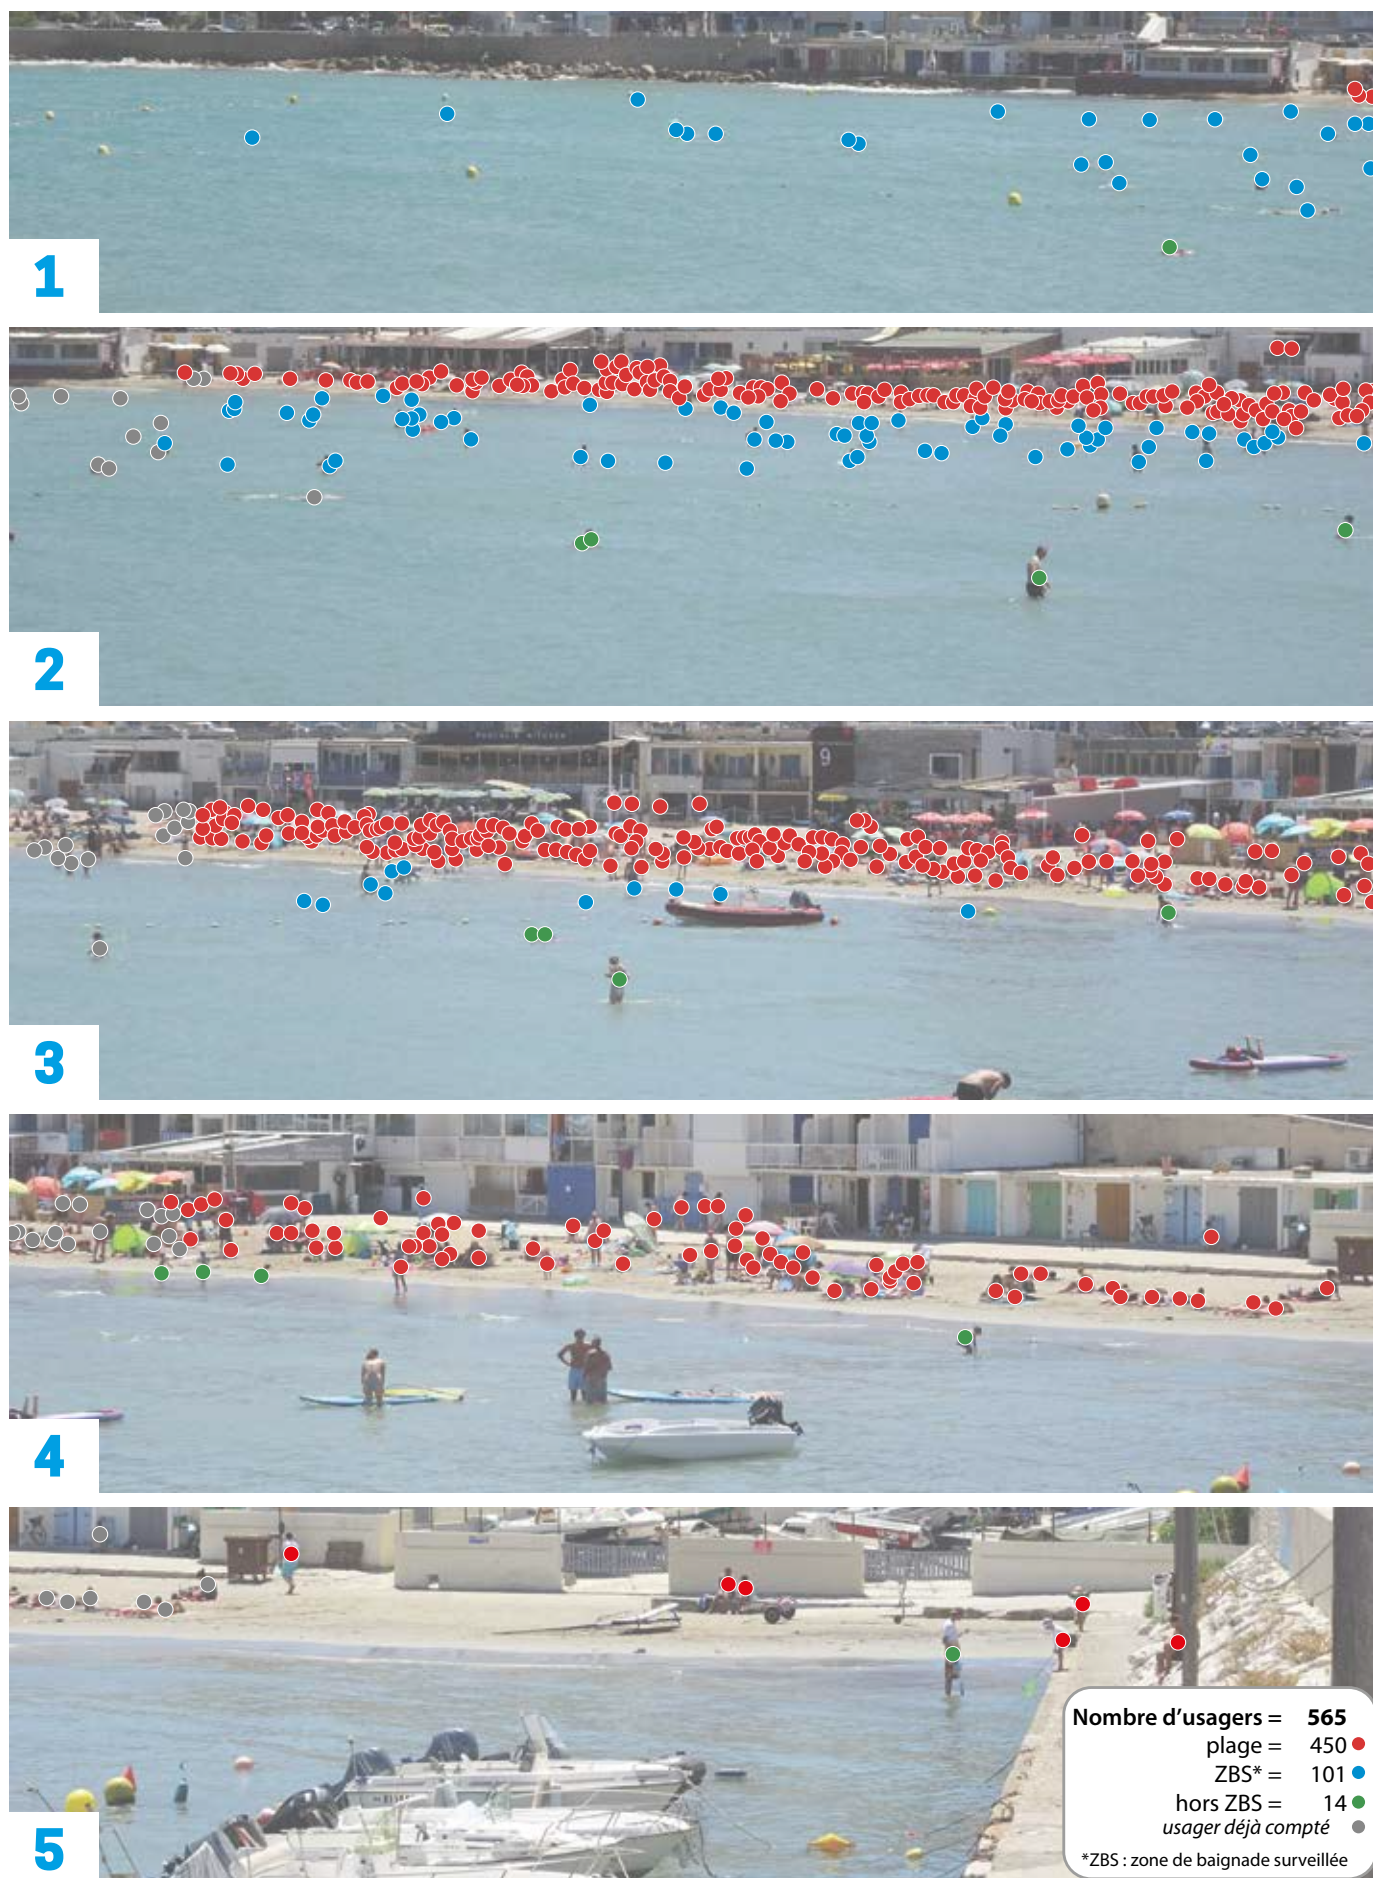 1
2
9
3
4
5
Nombre d'usagers = 565
plage = 450
ZBS* = 101
hors ZBS = 14
usager déjà compté
*ZBS : zone de baignade surveillée